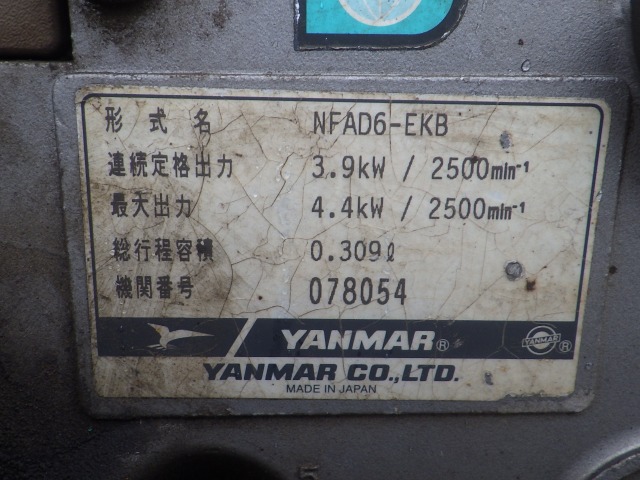 形式名 NFAD6-EKB
連続定格出力 3.9kW / 2500min-1
最大出力 4.4kW / 2500min-1
総行程容積 0.309ℓ
機関番号 078054
YANMAR® YANMAR ®
YANMAR CO.,LTD.
MADE IN JAPAN
5